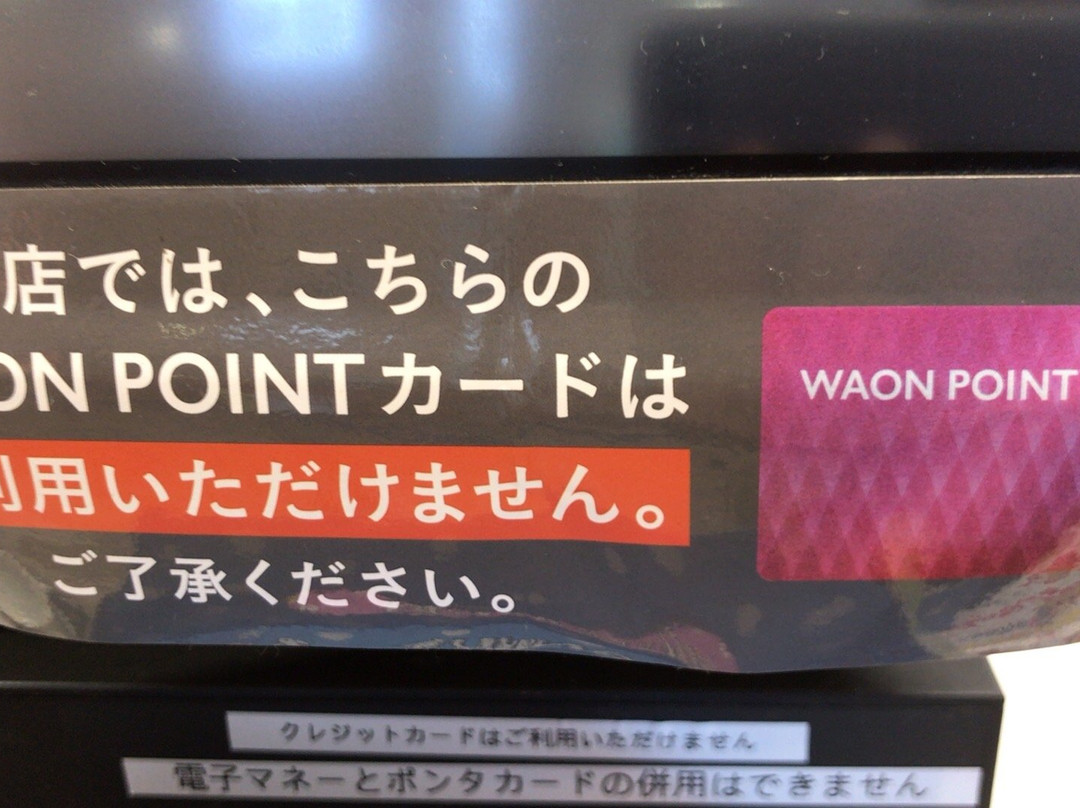 店では、こちらの
ON POINTカードは
利用いただけません。
ご了承ください。
WAON POINT
クレジットカードはご利用いただけません
電子マネーとポンタカードの併用はできません